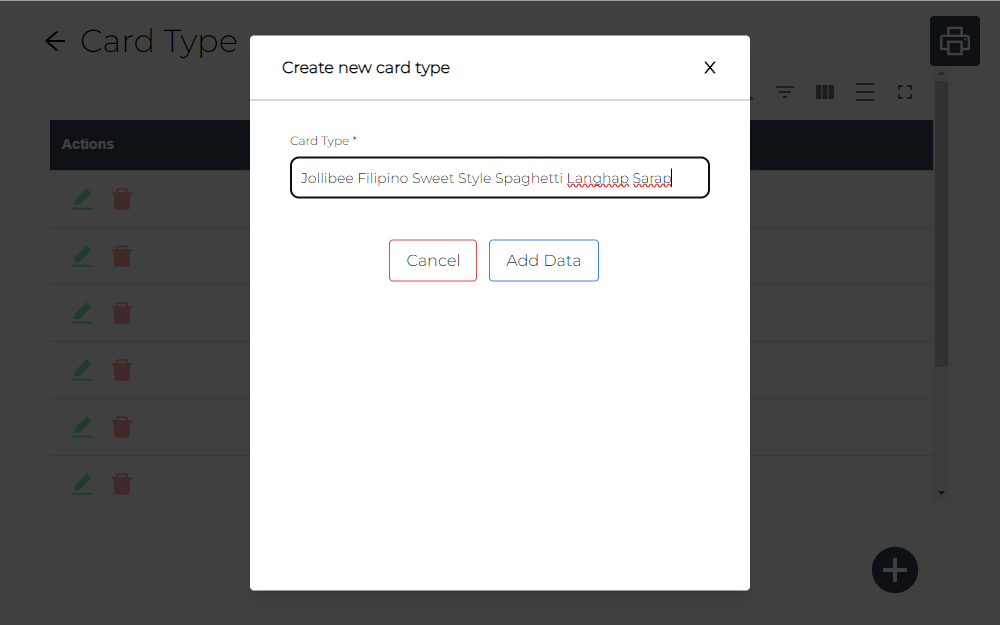 Card Type
Create new card type
X
Actions
Card Type *
Jollibee Filipino Sweet Style Spaghetti Langhap Sarap
Cancel
Add Data